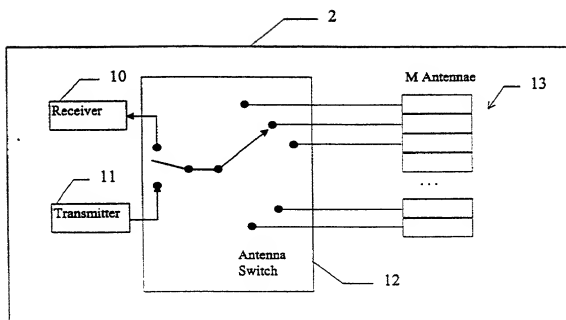 2
10
M Antennae
13
Receiver
11
...
Transmitter
Antenna
Switch
12